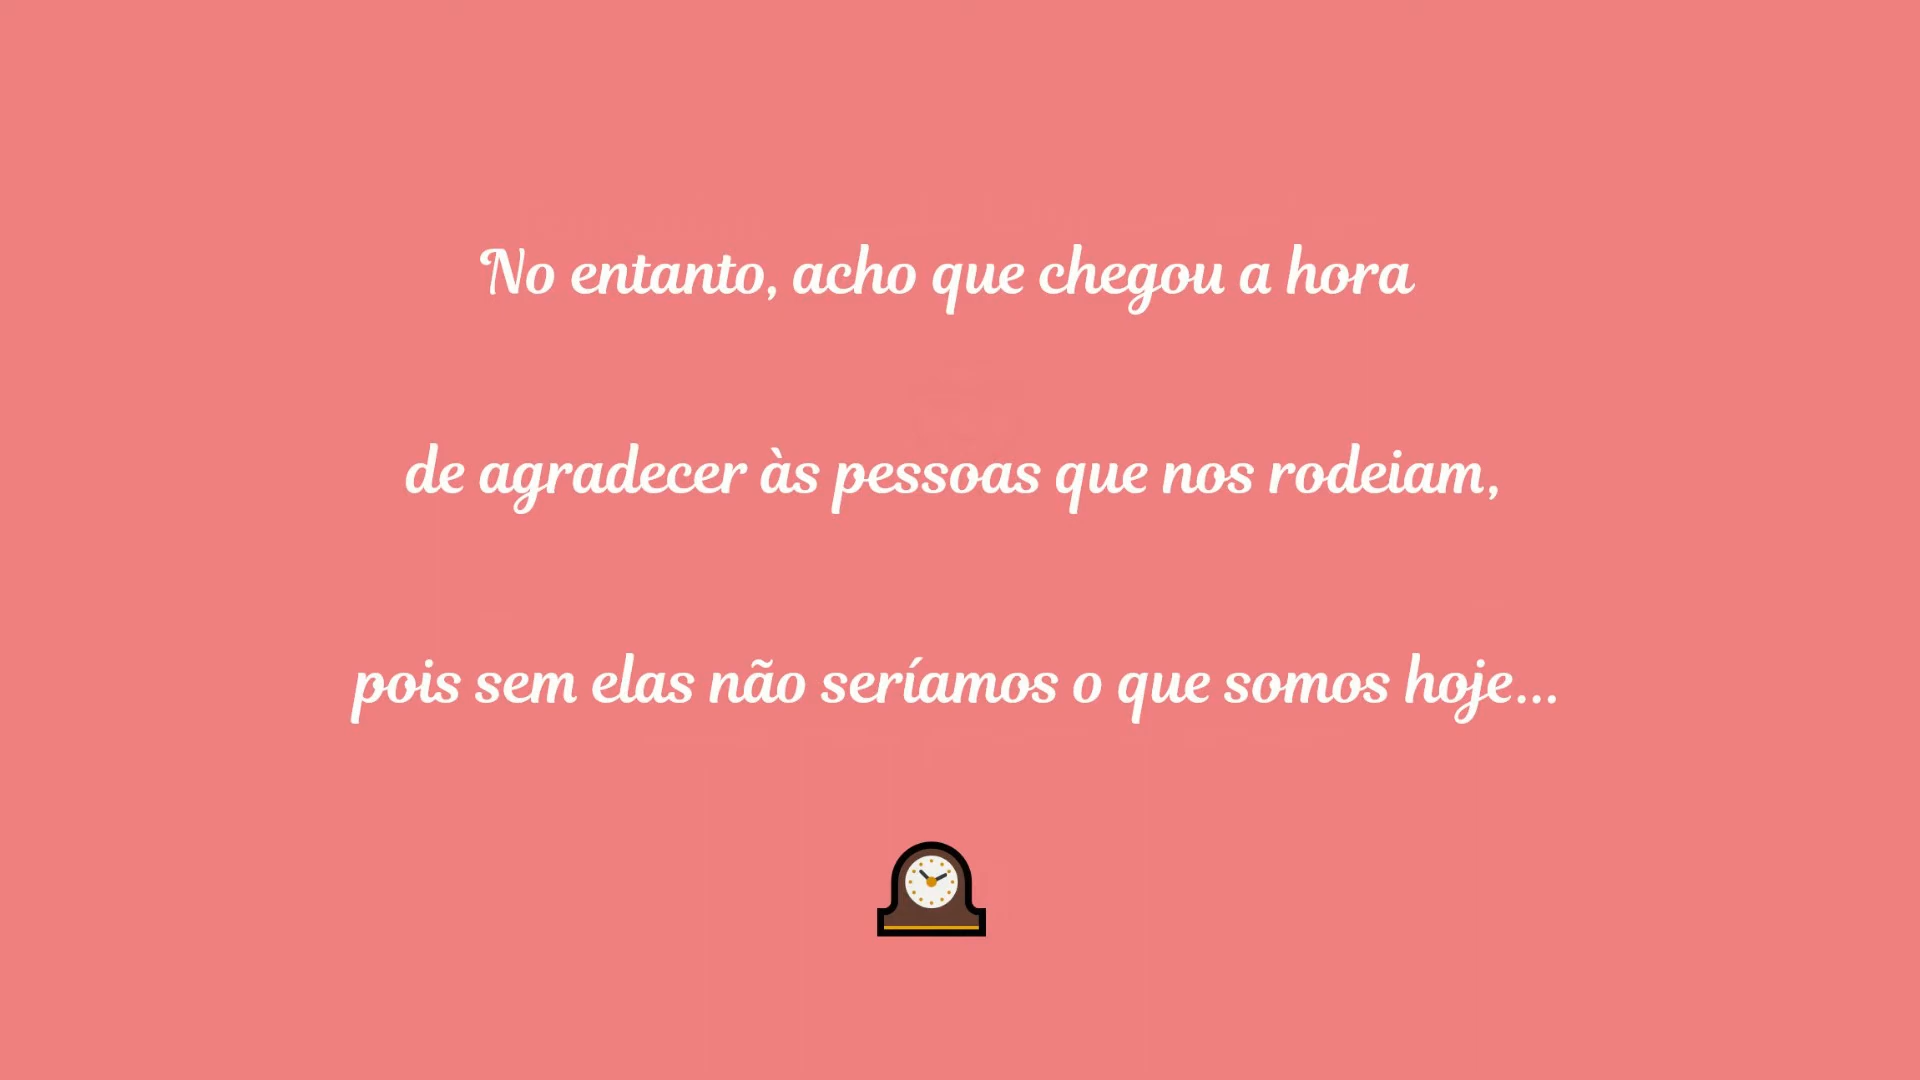 No entanto, acho que chegou a hora
de agradecer às pessoas que nos rodeiam,
pois sem elas não seríamos o que somos hoje...